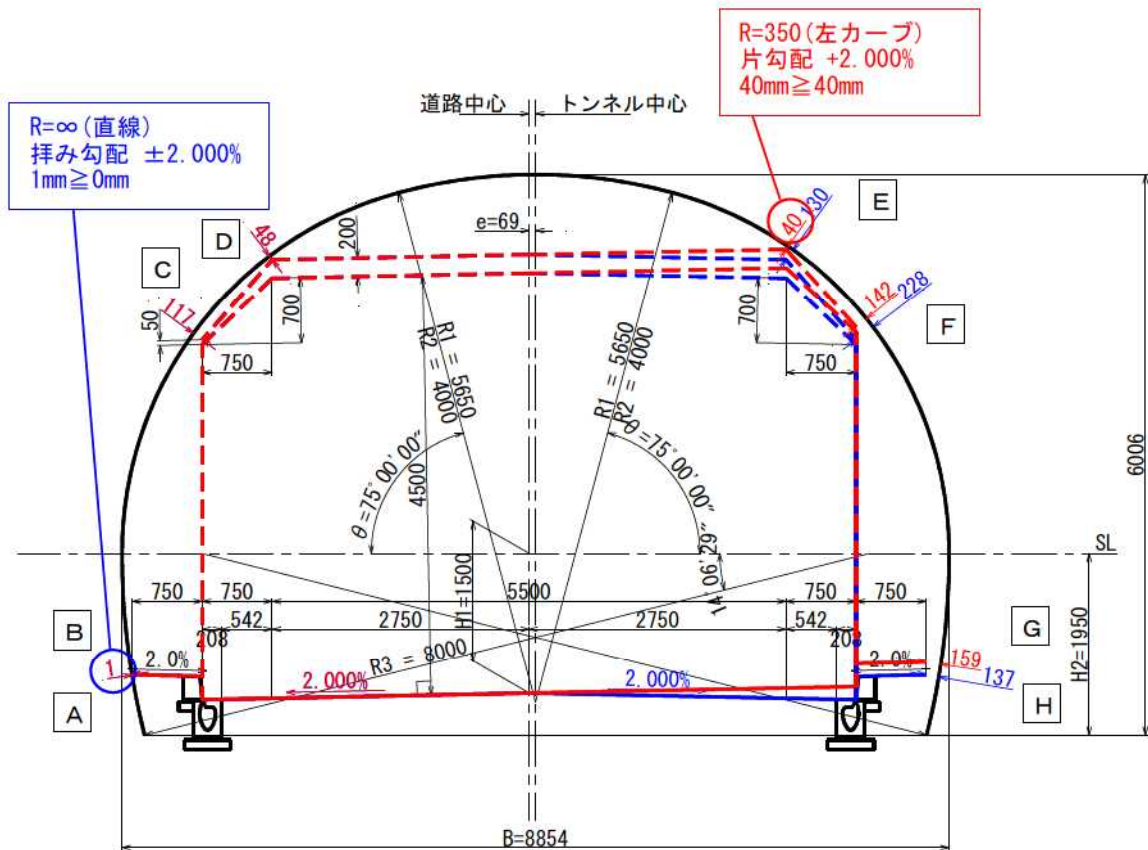 R=350(左カーブ)
片勾配 +2.000%
40mm≧40mm
道路中心
トンネル中心
R=∞(直線)
拝み勾配 ±2.000%
1mm≧0mm
E
D
C
F
e=69
48
200
40
130
142
228
117
50
700
700
750
750
R1 = 5650
R2 = 4000
R1 = 5650
R2 = 4000
θ=75°00'00"
θ=75°00'00"
4500
6006
SL
14°06'29"
H1=1500
750
750
5500
750
750
542
2750
2750
542
208
208
B
G
2.0%
R3 = 8000
2.0%
H2=1950
1
159
137
2.000%
2.000%
A
H
B=8854